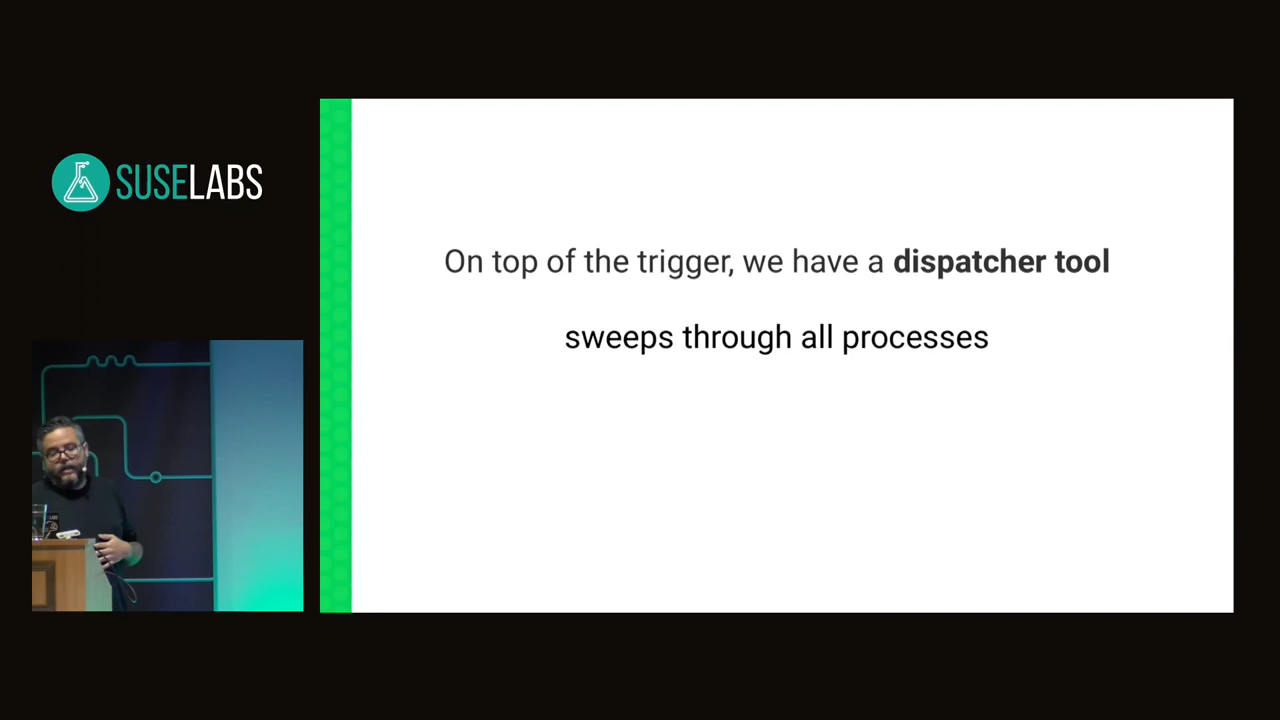 SUSELABS
On top of the trigger, we have a dispatcher tool
sweeps through all processes